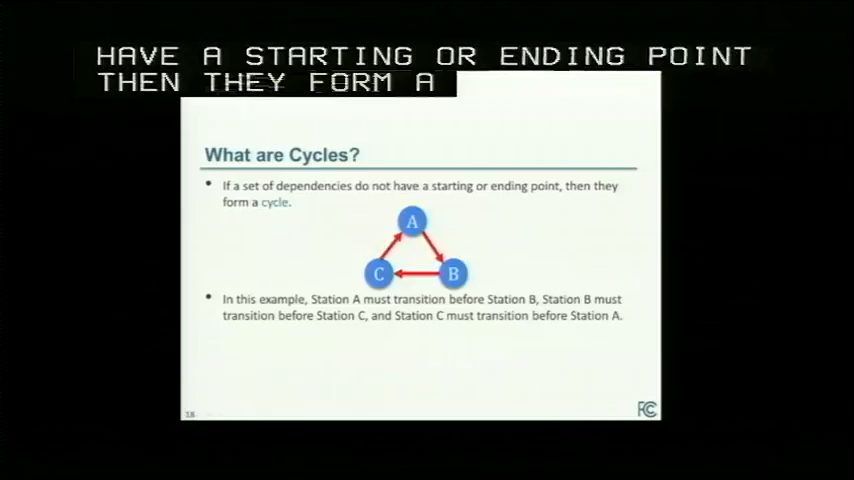 HAVE A STARTING OR ENDING POINT
THEN THEY FORM A
What are Cycles?
• If a set of dependencies do not have a starting or ending point, then they
form a cycle.
A
C
B
• In this example, Station A must transition before Station B, Station B must
transition before Station C, and Station C must transition before Station A.
18
FCC